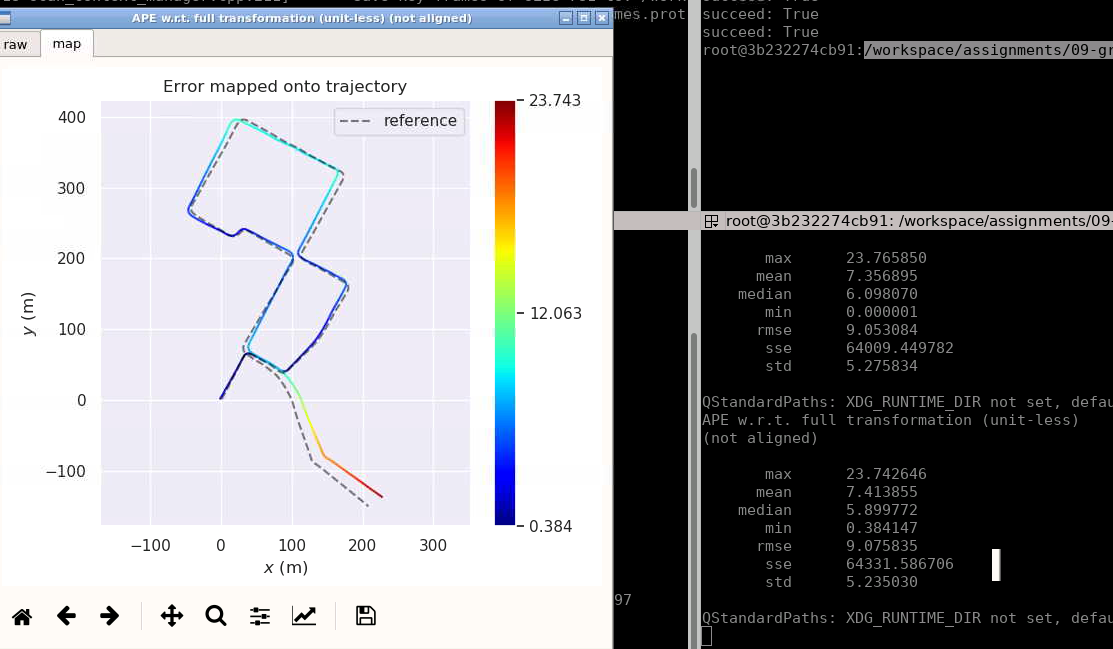 APE w.r.t. full transformation (unit-less) (not aligned)
raw
map
Error mapped onto trajectory
reference
400
300
200
100
0
−100
y (m)
−100
0
100
200
300
x (m)
23.743
12.063
0.384
mes.prot
97
succeed: True
succeed: True
root@3b232274cb91:/workspace/assignments/09-gr
root@3b232274cb91: /workspace/assignments/09-
max 23.765850
mean 7.356895
median 6.098070
min 0.000001
rmse 9.053084
sse 64009.449782
std 5.275834
QStandardPaths: XDG_RUNTIME_DIR not set, defau
APE w.r.t. full transformation (unit-less)
(not aligned)
max 23.742646
mean 7.413855
median 5.899772
min 0.384147
rmse 9.075835
sse 64331.586706
std 5.235030
QStandardPaths: XDG_RUNTIME_DIR not set, defau